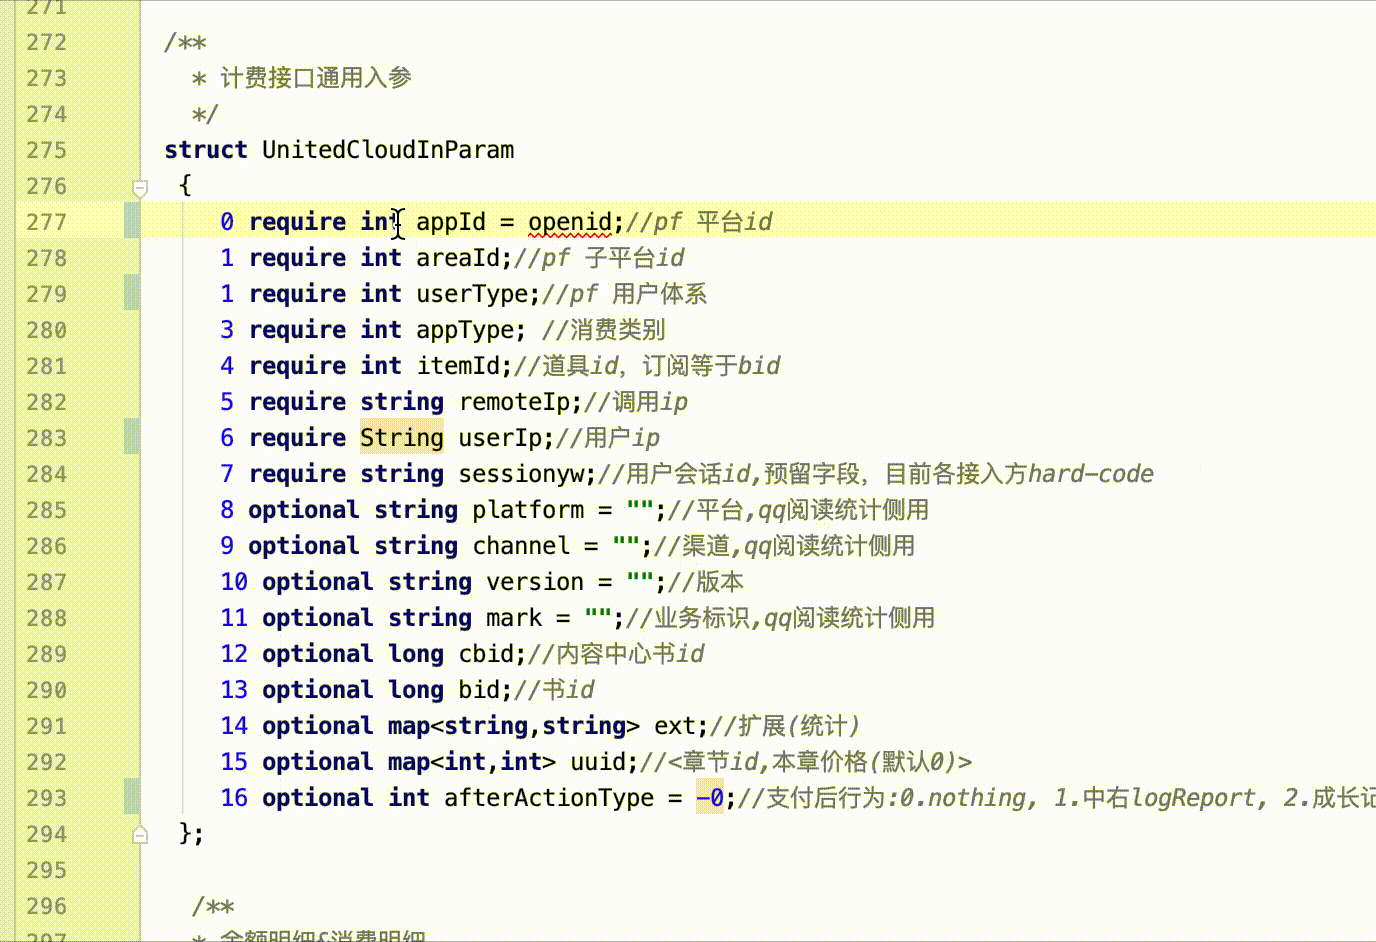 271
272 /**
273 * 计费接口通用入参
274 */
275 struct UnitedCloudInParam
276 {
277 0 require int appId = openid;//pf 平台id
278 1 require int areaId;//pf 子平台id
279 1 require int userType;//pf 用户体系
280 3 require int appType; //消费类别
281 4 require int itemId;//道具id，订阅等于bid
282 5 require string remoteIp;//调用ip
283 6 require String userIp;//用户ip
284 7 require string sessionyw;//用户会话id,预留字段，目前各接入方hard-code
285 8 optional string platform = "";//平台,qq阅读统计侧用
286 9 optional string channel = "";//渠道,qq阅读统计侧用
287 10 optional string version = "";//版本
288 11 optional string mark = "";//业务标识,qq阅读统计侧用
289 12 optional long cbid;//内容中心书id
290 13 optional long bid;//书id
291 14 optional map<string,string> ext;//扩展(统计)
292 15 optional map<int,int> uuid;//<章节id,本章价格(默认0)>
293 16 optional int afterActionType = -0;//支付后行为:0.nothing, 1.中右logReport, 2.成长记
294 };
295
296 /**
297 * 金额明细&消费明细